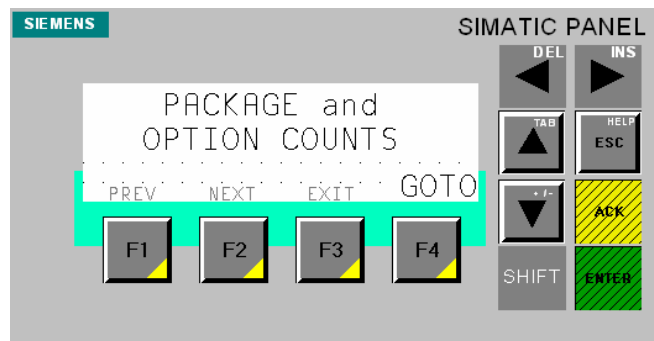 SIEMENS
SIMATIC PANEL
DEL
INS
PACKAGE and
OPTION COUNTS
TAB
HELP
ESC
PREV NEXT EXIT GOTO
+ /-
ACK
F1 F2 F3 F4
SHIFT
ENTER